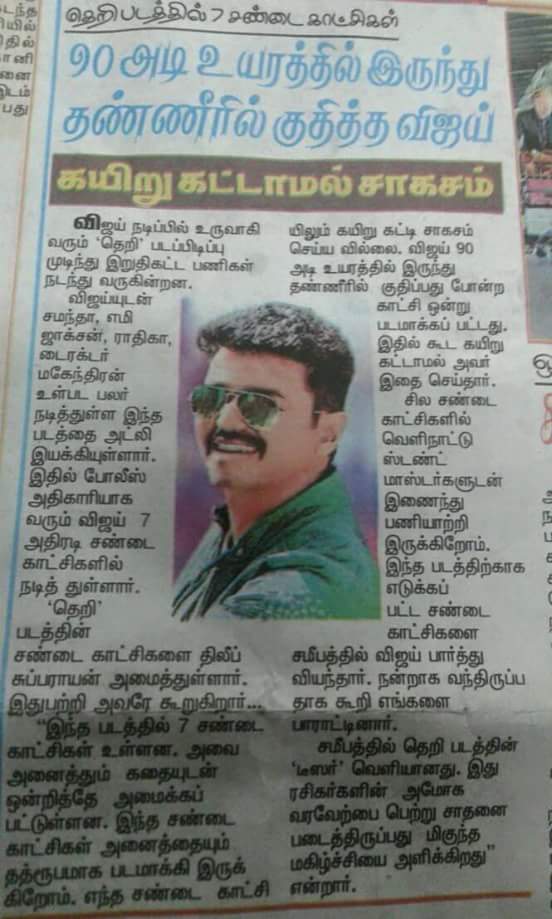 தெறி படத்தில் 7 சண்டை காட்சிகள்
90 அடி உயரத்தில் இருந்து
தண்ணீரில் குதித்த விஜய்
கயிறு கட்டாமல் சாகசம்
விஜய் நடிப்பில் உருவாகி
வரும் ‘தெறி’ படப்பிடிப்பு
முடிந்து இறுதிகட்ட பணிகள்
நடந்து வருகின்றன.
விஜய்யுடன்
சமந்தா, எமி
ஜாக்சன், ராதிகா,
டைரக்டர்
மகேந்திரன்
உள்பட பலர்
நடித்துள்ள இந்த
படத்தை அட்லி
இயக்கியுள்ளார்.
இதில் போலீஸ்
அதிகாரியாக
வரும் விஜய் 7
அதிரடி சண்டை
காட்சிகளில்
நடித் துள்ளார்.
‘தெறி’
படத்தின்
சண்டை காட்சிகளை திலீப்
சுப்பராயன் அமைத்துள்ளார்.
இதுபற்றி அவரே கூறுகிறார்...
“இந்த படத்தில் 7 சண்டை
காட்சிகள் உள்ளன. அவை
அனைத்தும் கதையுடன்
ஒன்றித்தே அமைக்கப்
பட்டுள்ளன. இந்த சண்டை
காட்சிகள் அனைத்தையும்
தத்ரூபமாக படமாக்கி இருக்
கிறோம். எந்த சண்டை காட்சி
யிலும் கயிறு கட்டி சாகசம்
செய்ய வில்லை. விஜய் 90
அடி உயரத்தில் இருந்து
தண்ணீரில் குதிப்பது போன்ற
காட்சி ஒன்று
படமாக்கப் பட்டது.
இதில் கூட கயிறு
கட்டாமல் அவர்
இதை செய்தார்.
சில சண்டை
காட்சிகளில்
வெளிநாட்டு
ஸ்டண்ட்
மாஸ்டர்களுடன்
இணைந்து
பணியாற்றி
இருக்கிறோம்.
இந்த படத்திற்காக
எடுக்கப்
பட்ட சண்டை
காட்சிகளை
சமீபத்தில் விஜய் பார்த்து
வியந்தார். நன்றாக வந்திருப்ப
தாக கூறி எங்களை
பாராட்டினார்.
சமீபத்தில் தெறி படத்தின்
‘டீஸர்’ வெளியானது. இது
ரசிகர்களின் அமோக
வரவேற்பை பெற்று சாதனை
படைத்திருப்பது மிகுந்த
மகிழ்ச்சியை அளிக்கிறது”
என்றார்.